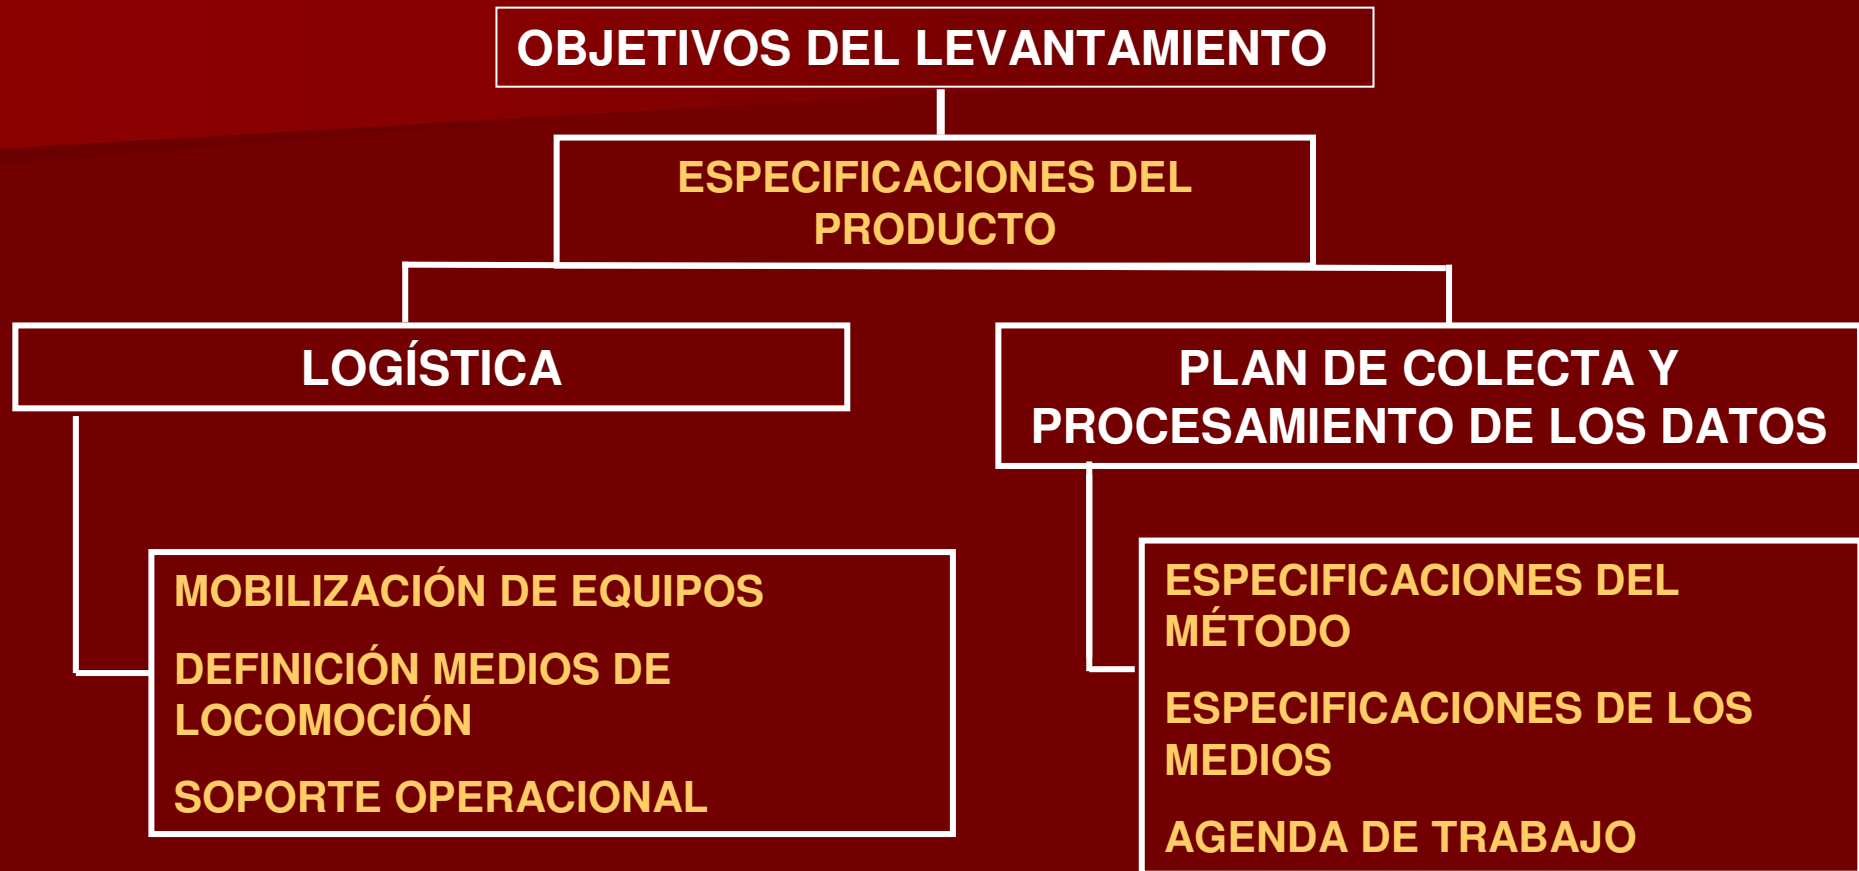 OBJETIVOS DEL LEVANTAMIENTO
ESPECIFICACIONES DEL
PRODUCTO
LOGÍSTICA
MOBILIZACIÓN DE EQUIPOS
DEFINICIÓN MEDIOS DE
LOCOMOCIÓN
SOPORTE OPERACIONAL
PLAN DE COLECTA Y
PROCESAMIENTO DE LOS DATOS
ESPECIFICACIONES DEL
MÉTODO
ESPECIFICACIONES DE LOS
MEDIOS
AGENDA DE TRABAJO